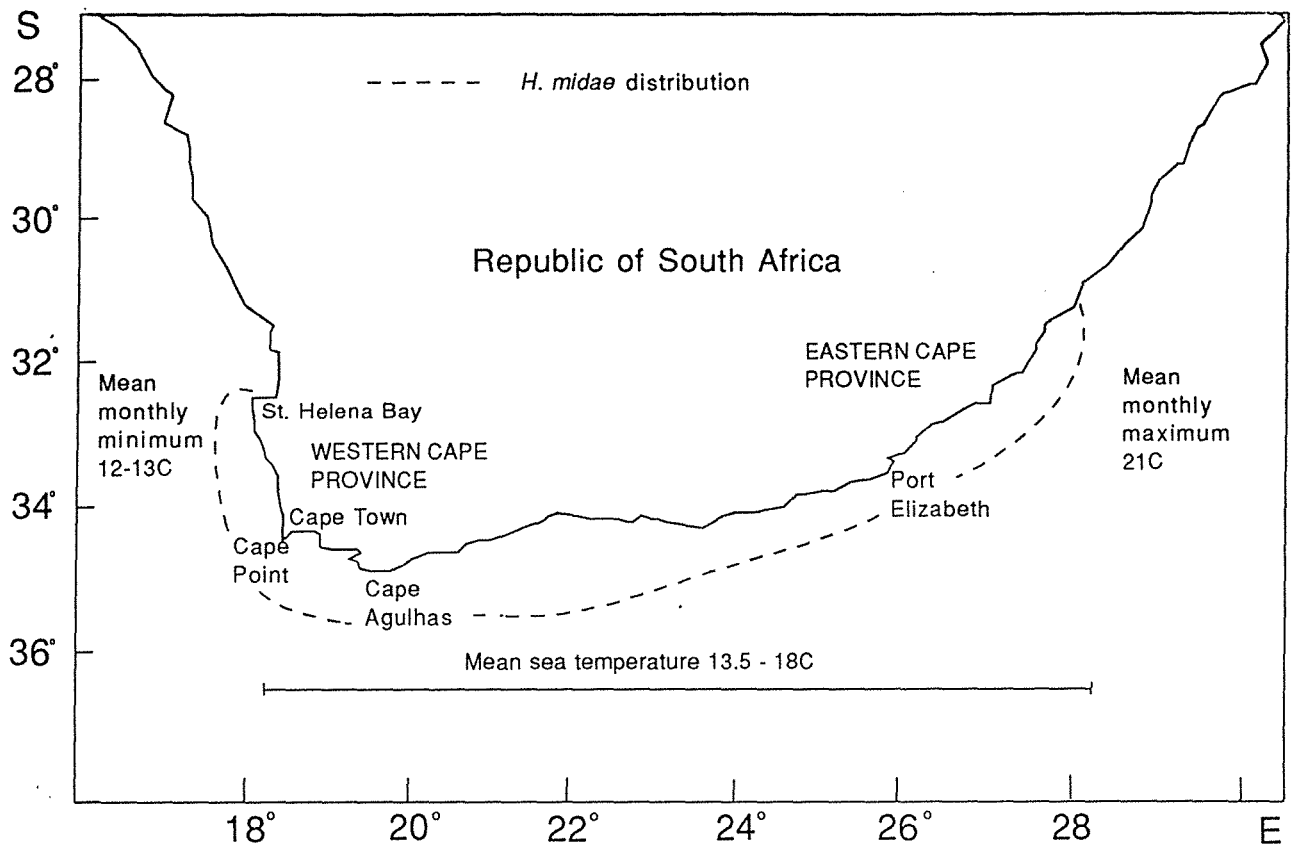 S
28°
H. midae distribution
30°
Republic of South Africa
32°
EASTERN CAPE
PROVINCE
Mean
monthly
minimum
12-13C
Mean
monthly
maximum
21C
St. Helena Bay
WESTERN CAPE
PROVINCE
34°
Port
Elizabeth
Cape Town
Cape
Point
Cape
Agulhas
36°
Mean sea temperature 13.5 - 18C
18° 20° 22° 24° 26° 28 E